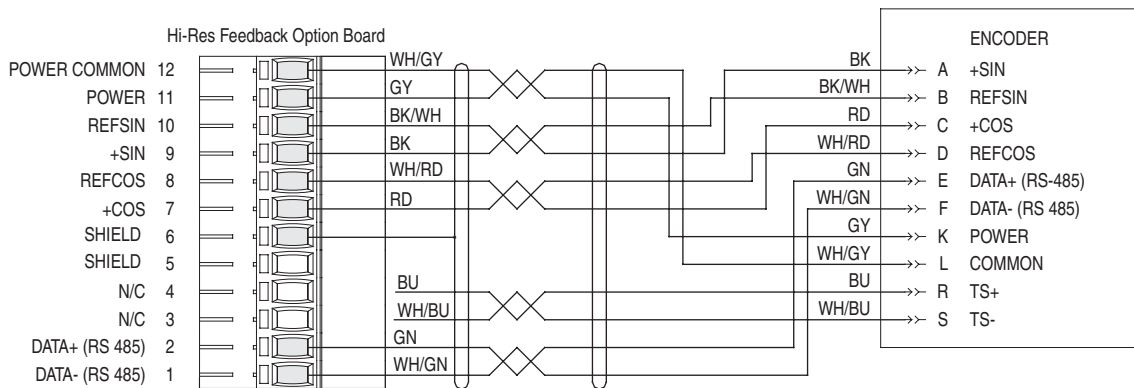 Hi-Res Feedback Option Board
POWER COMMON 12
POWER 11
REFSIN 10
+SIN 9
REFCOS 8
+COS 7
SHIELD 6
SHIELD 5
N/C 4
N/C 3
DATA+ (RS 485) 2
DATA- (RS 485) 1
WH/GY
GY
BK/WH
BK
WH/RD
RD
BU
WH/BU
GN
WH/GN
ENCODER
BK A +SIN
BK/WH B REFSIN
RD C +COS
WH/RD D REFCOS
GN E DATA+ (RS-485)
WH/GN F DATA- (RS 485)
GY K POWER
WH/GY L COMMON
BU R TS+
WH/BU S TS-